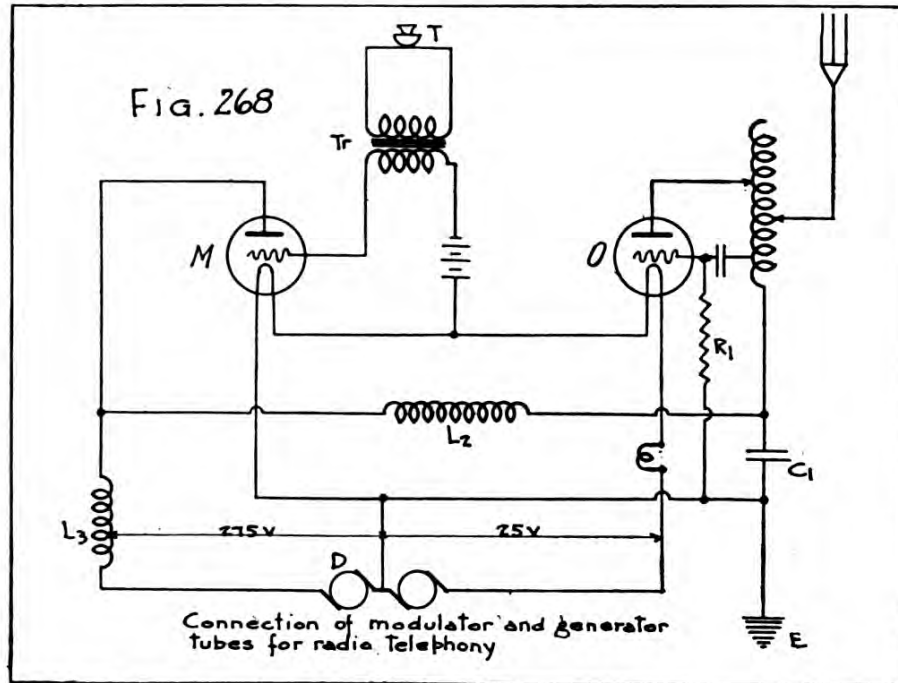 Fig. 268
T
Tr
M
O
R1
L2
C1
L3
275V
25V
D
E
Connection of modulator and generator
tubes for radio Telephony